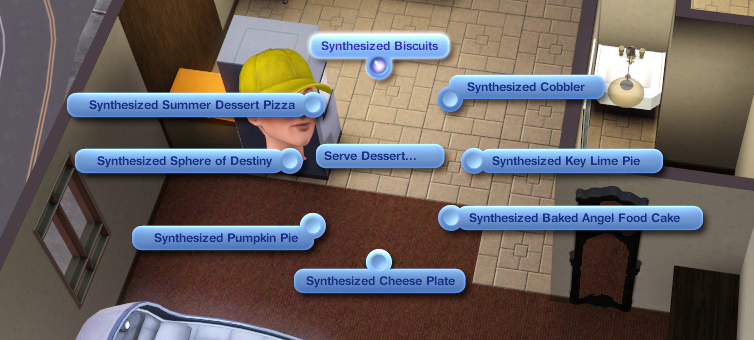 Synthesized Biscuits
Synthesized Cobbler
Synthesized Summer Dessert Pizza
Serve Dessert...
Synthesized Sphere of Destiny
Synthesized Key Lime Pie
Synthesized Baked Angel Food Cake
Synthesized Pumpkin Pie
Synthesized Cheese Plate